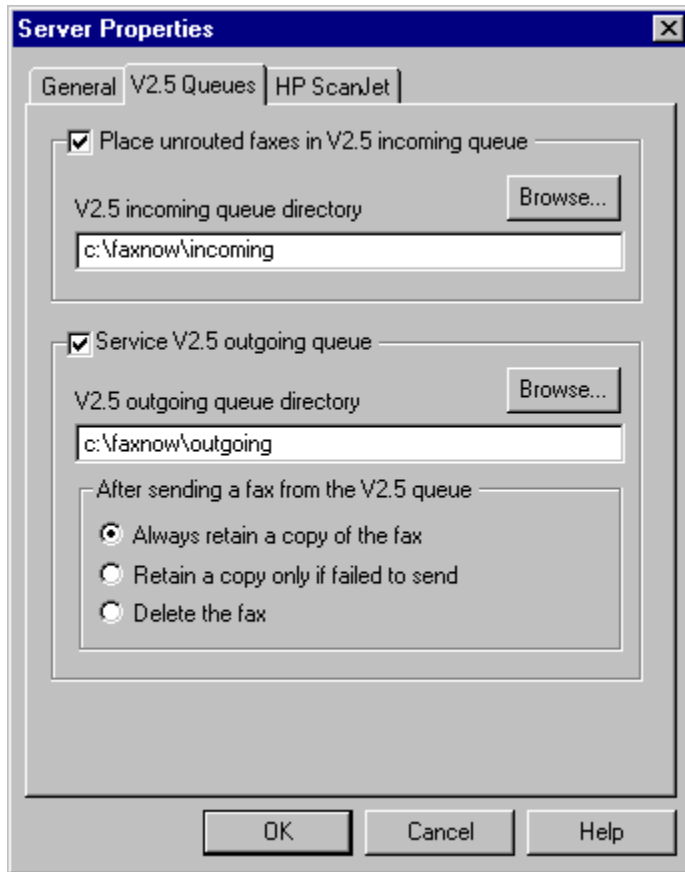 Server Properties
General V2.5 Queues HP ScanJet
Place unrouted faxes in V2.5 incoming queue
V2.5 incoming queue directory Browse...
c:\faxnow\incoming
Service V2.5 outgoing queue
V2.5 outgoing queue directory Browse...
c:\faxnow\outgoing
After sending a fax from the V2.5 queue
Always retain a copy of the fax
Retain a copy only if failed to send
Delete the fax
OK Cancel Help